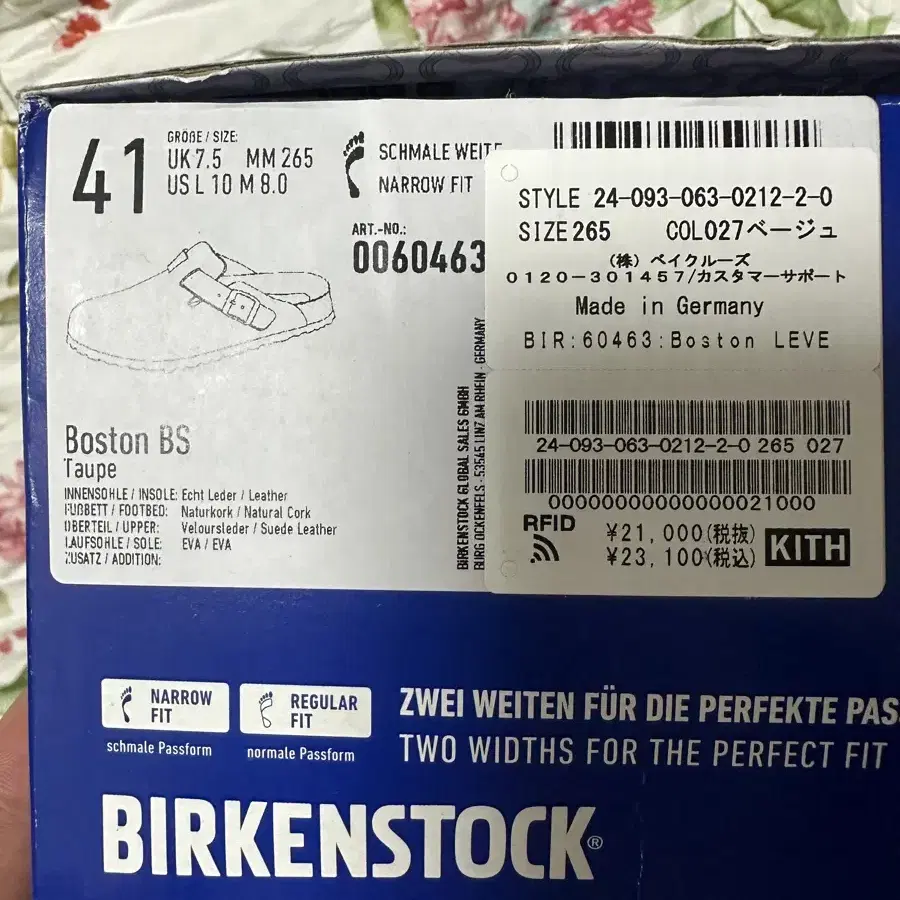 41
GRÖßE / SIZE:
UK 7.5 MM 265
US L 10 M 8.0
SCHMALE WEITE
NARROW FIT
ART.-NO.:
0060463
Boston BS
Taupe
INNENSOHLE / INSOLE: Echt Leder / Leather
FUßBETT / FOOTBED: Naturkork / Natural Cork
OBERTEIL / UPPER: Veloursleder / Suede Leather
LAUFSOHLE / SOLE: EVA / EVA
ZUSATZ / ADDITION:
BIRKENSTOCK GLOBAL SALES GMBH
BURG OCKENFELS · 53545 LINZ AM RHEIN · GERMANY
STYLE 24-093-063-0212-2-0
SIZE 265 COL027ベージュ
(株) ベイクルーズ
0120-301457/カスタマーサポート
Made in Germany
BIR:60463:Boston LEVE
24-093-063-0212-2-0 265 027
00000000000000021000
RFID
¥21,000(税抜)
¥23,100(税込)
KITH
NARROW
FIT
schmale Passform
REGULAR
FIT
normale Passform
ZWEI WEITEN FÜR DIE PERFEKTE PAS
TWO WIDTHS FOR THE PERFECT FIT
BIRKENSTOCK®